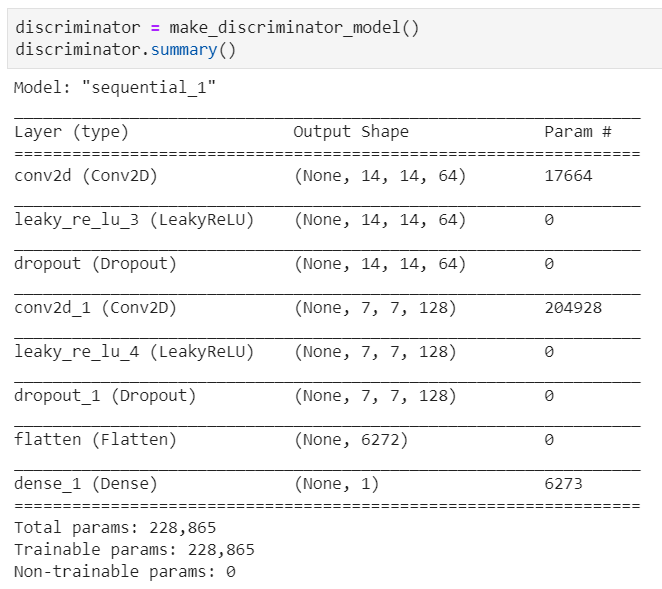 discriminator = make_discriminator_model()
discriminator.summary()
Model: "sequential_1"
_________________________________________________________________
Layer (type)                 Output Shape              Param #
=================================================================
conv2d (Conv2D)              (None, 14, 14, 64)        17664
_________________________________________________________________
leaky_re_lu_3 (LeakyReLU)    (None, 14, 14, 64)        0
_________________________________________________________________
dropout (Dropout)            (None, 14, 14, 64)        0
_________________________________________________________________
conv2d_1 (Conv2D)            (None, 7, 7, 128)         204928
_________________________________________________________________
leaky_re_lu_4 (LeakyReLU)    (None, 7, 7, 128)         0
_________________________________________________________________
dropout_1 (Dropout)          (None, 7, 7, 128)         0
_________________________________________________________________
flatten (Flatten)            (None, 6272)              0
_________________________________________________________________
dense_1 (Dense)              (None, 1)                 6273
=================================================================
Total params: 228,865
Trainable params: 228,865
Non-trainable params: 0